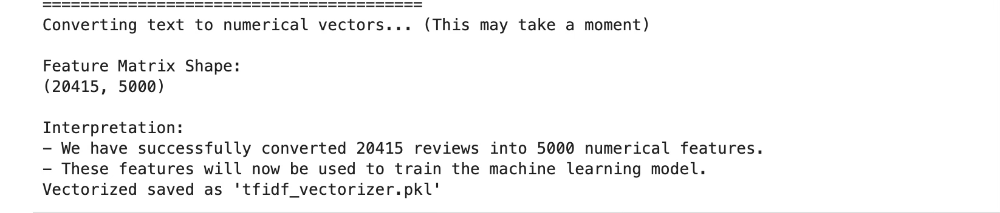 ========================================
Converting text to numerical vectors... (This may take a moment)
Feature Matrix Shape:
(20415, 5000)
Interpretation:
– We have successfully converted 20415 reviews into 5000 numerical features.
– These features will now be used to train the machine learning model.
Vectorized saved as 'tfidf_vectorizer.pkl'